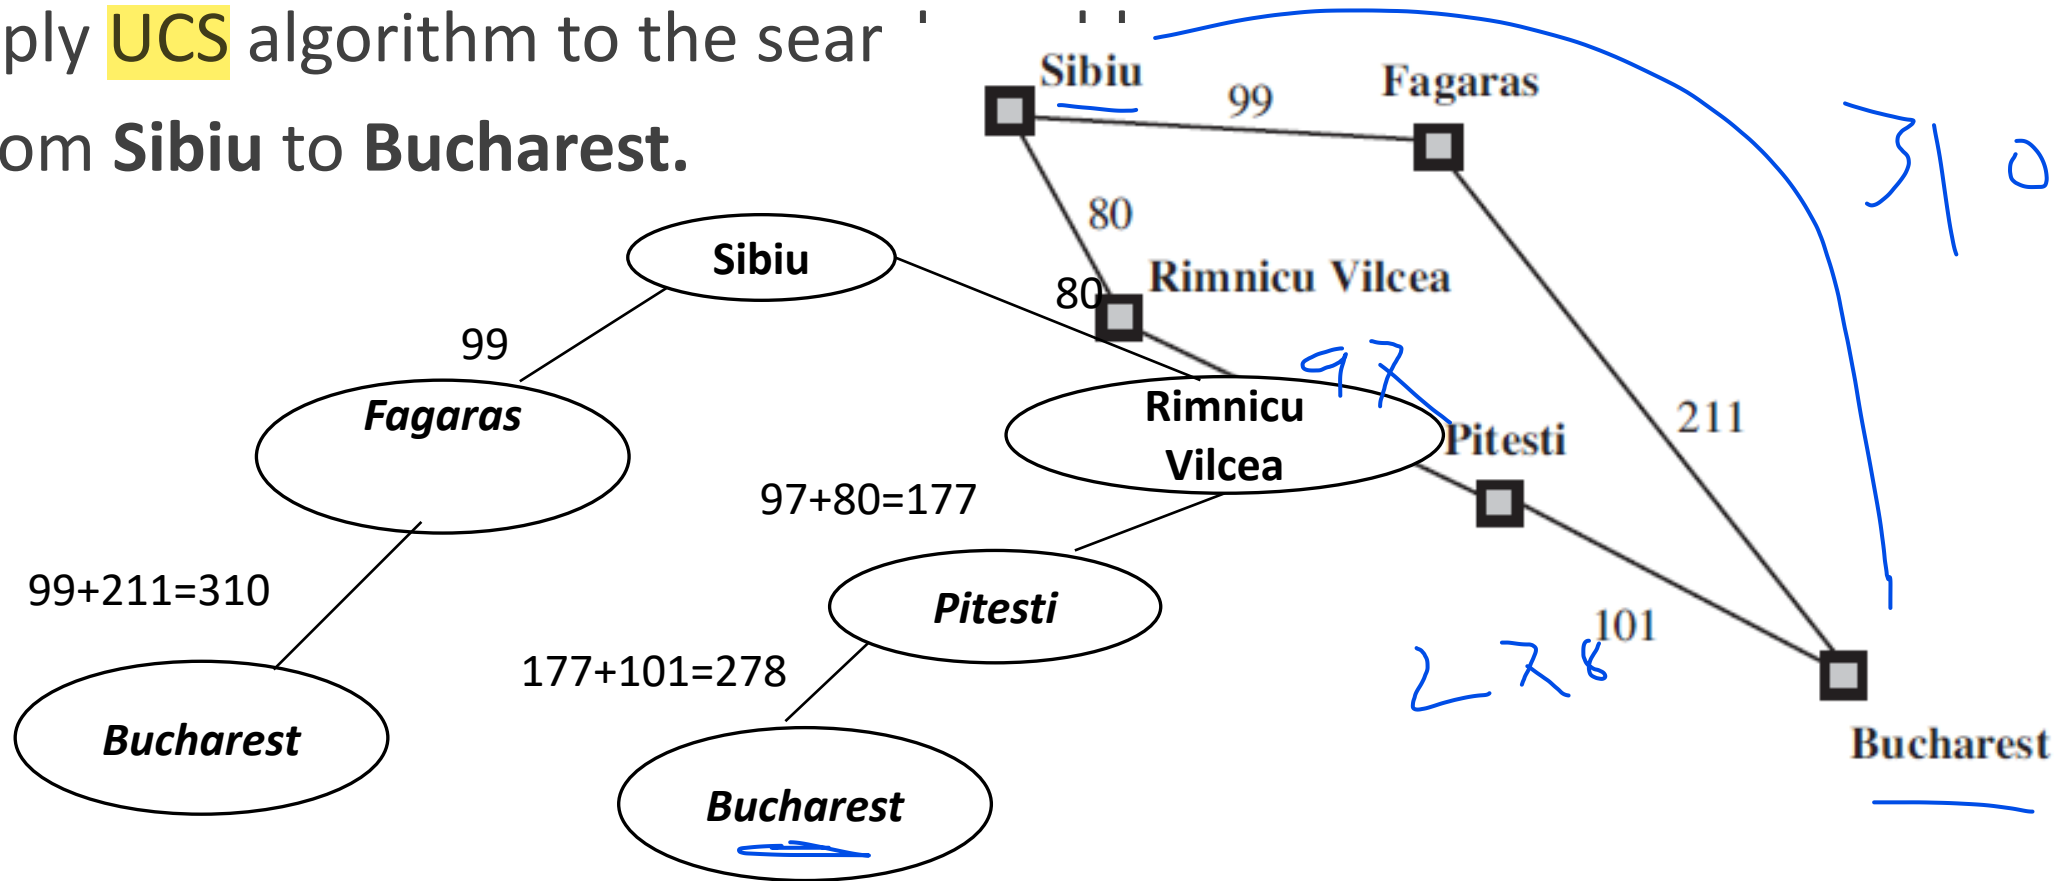 ply UCS algorithm to the sear
om Sibiu to Bucharest.
Sibiu
99
Fagaras
310
80
Rimnicu Vilcea
Sibiu
80
99
97
Fagaras
Rimnicu
Vilcea
Pitesti
211
97+80=177
99+211=310
Pitesti
101
177+101=278
278
Bucharest
Bucharest
Bucharest